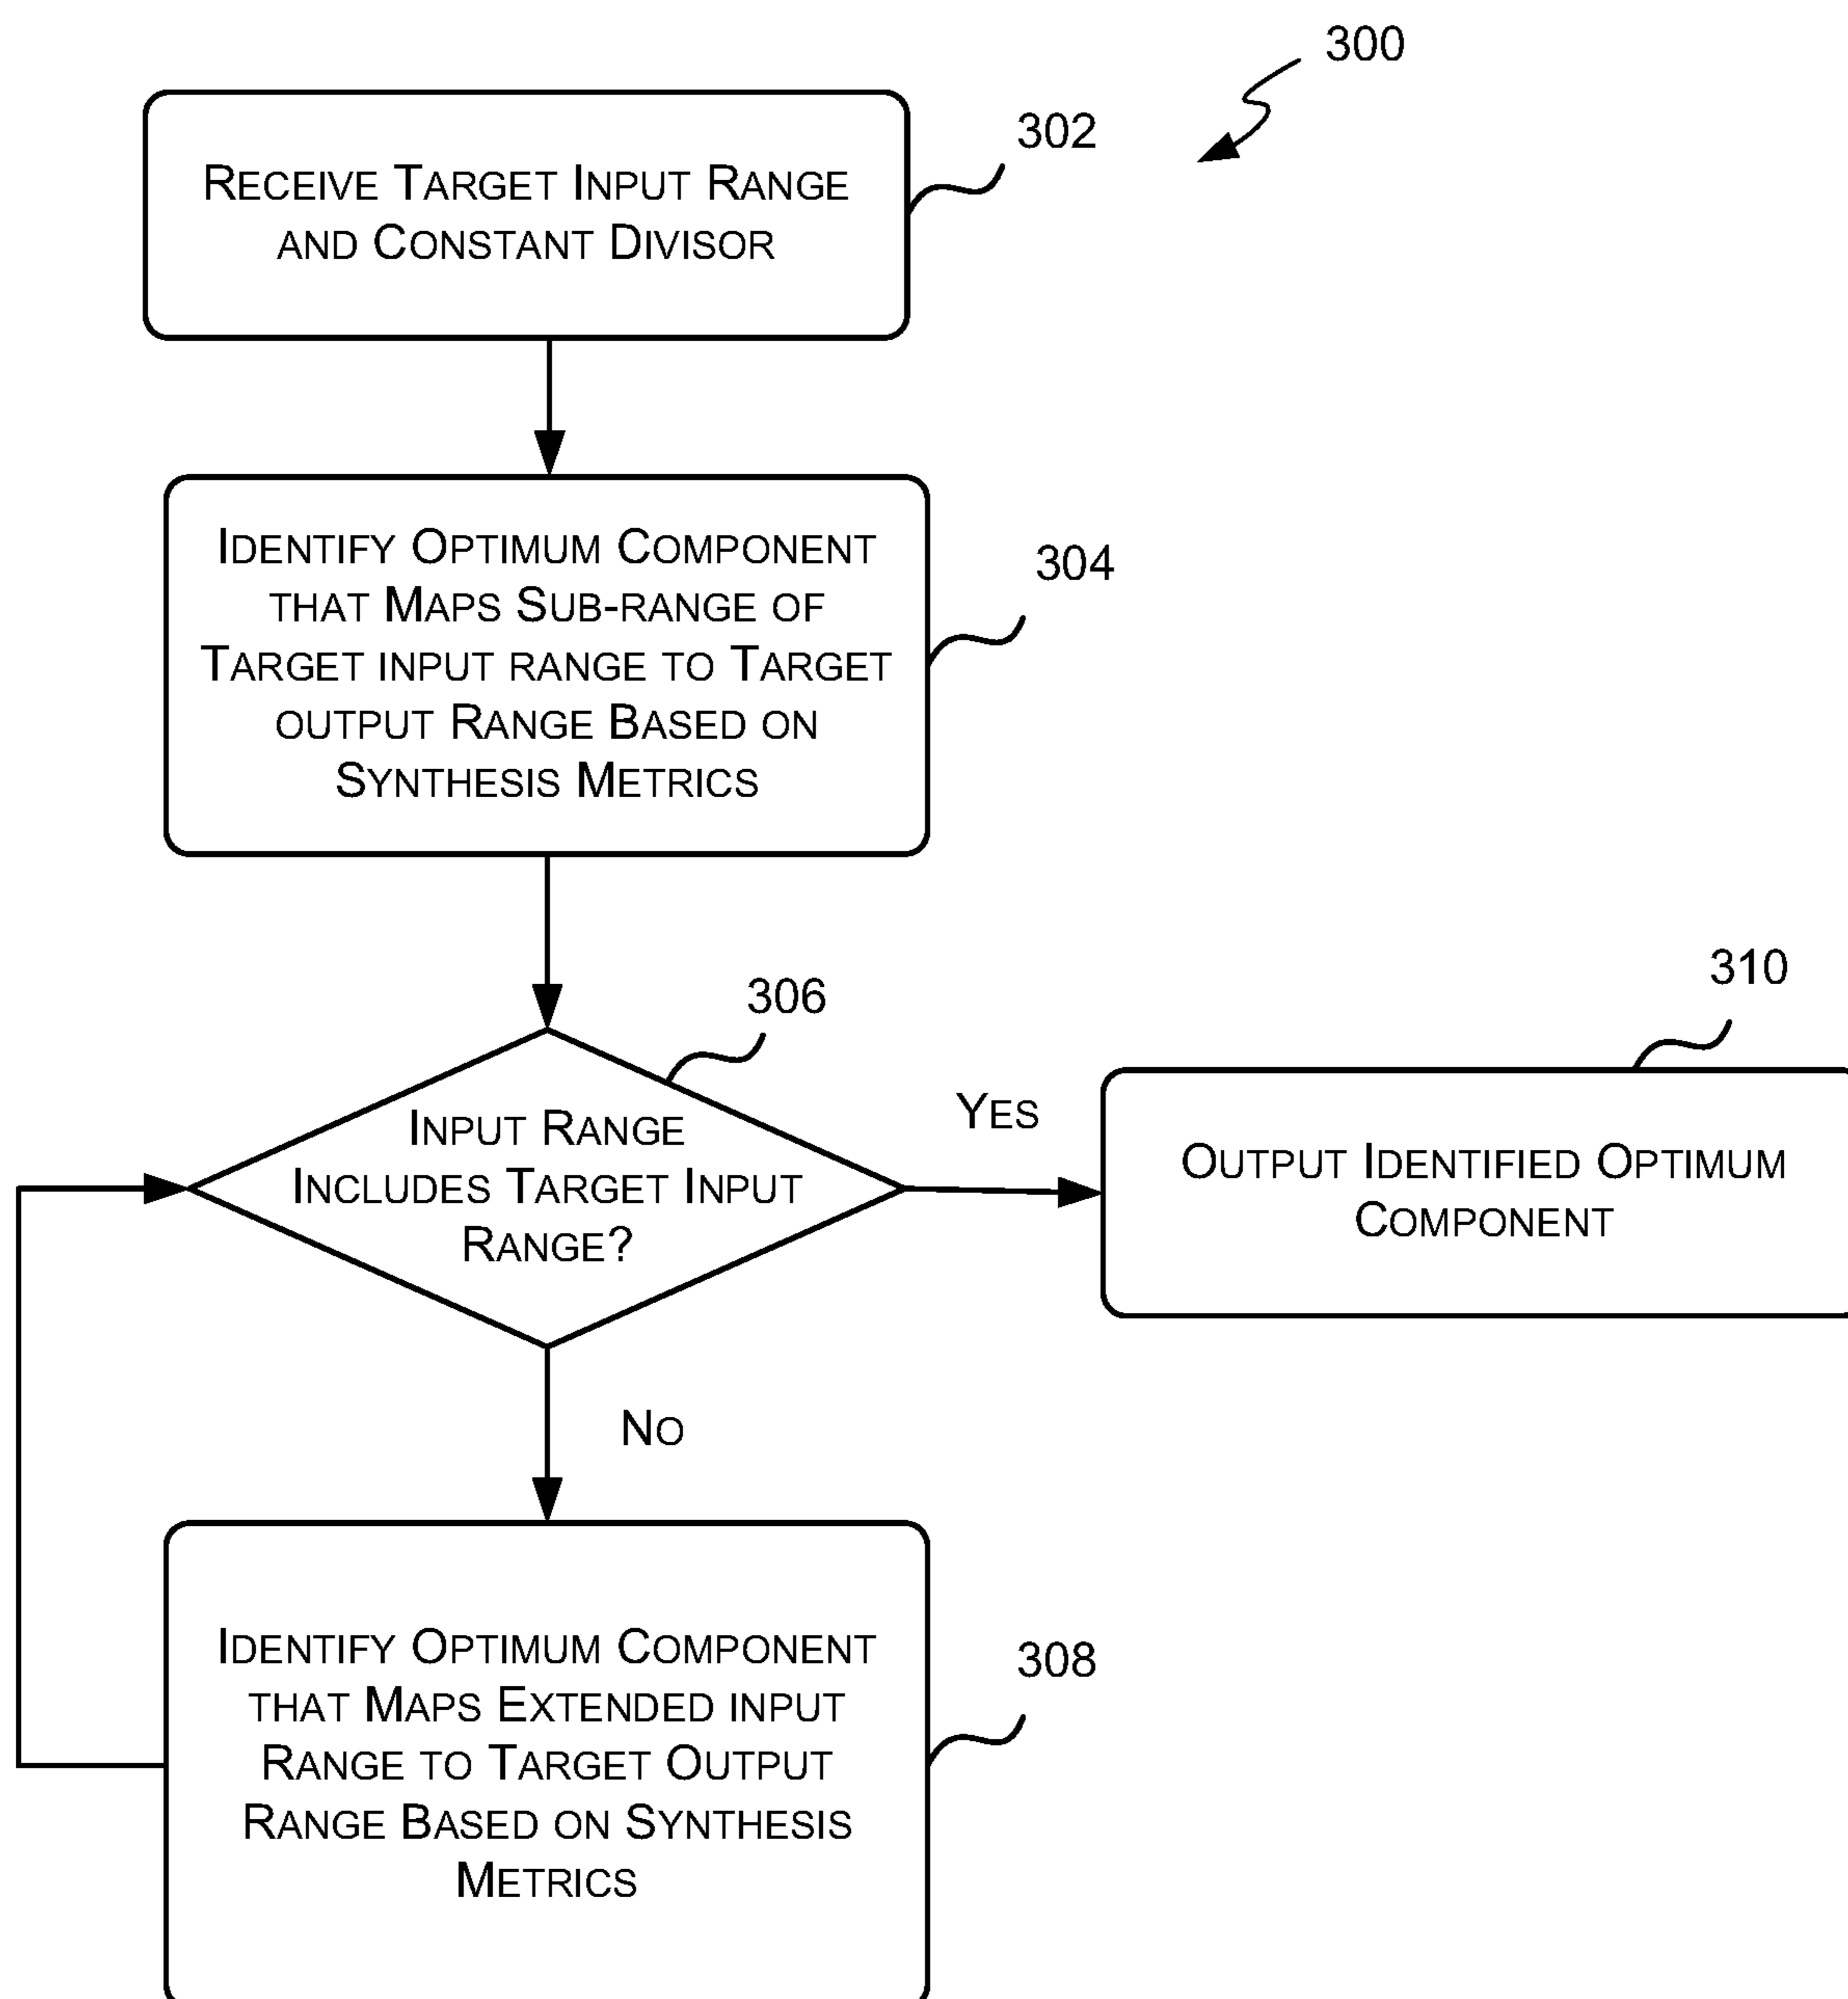 300
302
Receive Target Input Range
and Constant Divisor
304
Identify Optimum Component
that Maps Sub-range of
Target input range to Target
output Range Based on
Synthesis Metrics
306
Input Range
Includes Target Input
Range?
Yes
310
Output Identified Optimum
Component
No
308
Identify Optimum Component
that Maps Extended input
Range to Target Output
Range Based on Synthesis
Metrics